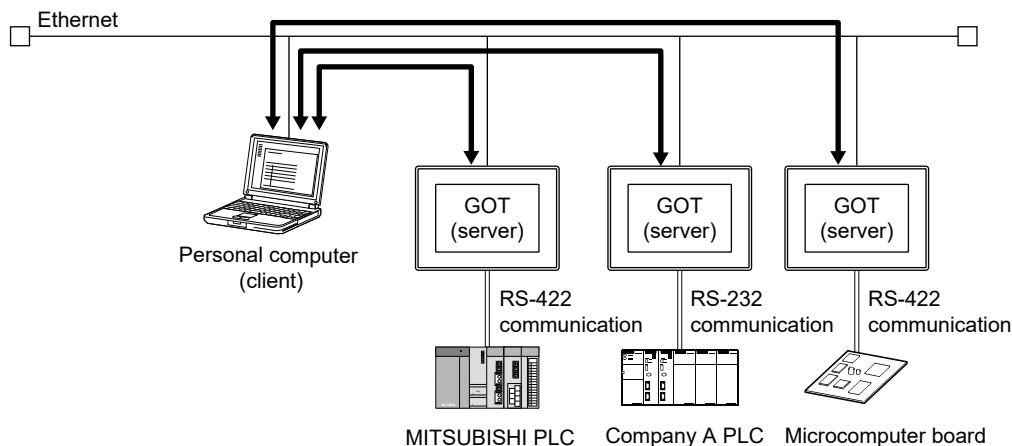 Ethernet
GOT
(server)
GOT
(server)
GOT
(server)
Personal computer
(client)
RS-422
communication
RS-232
communication
RS-422
communication
MITSUBISHI PLC
Company A PLC
Microcomputer board